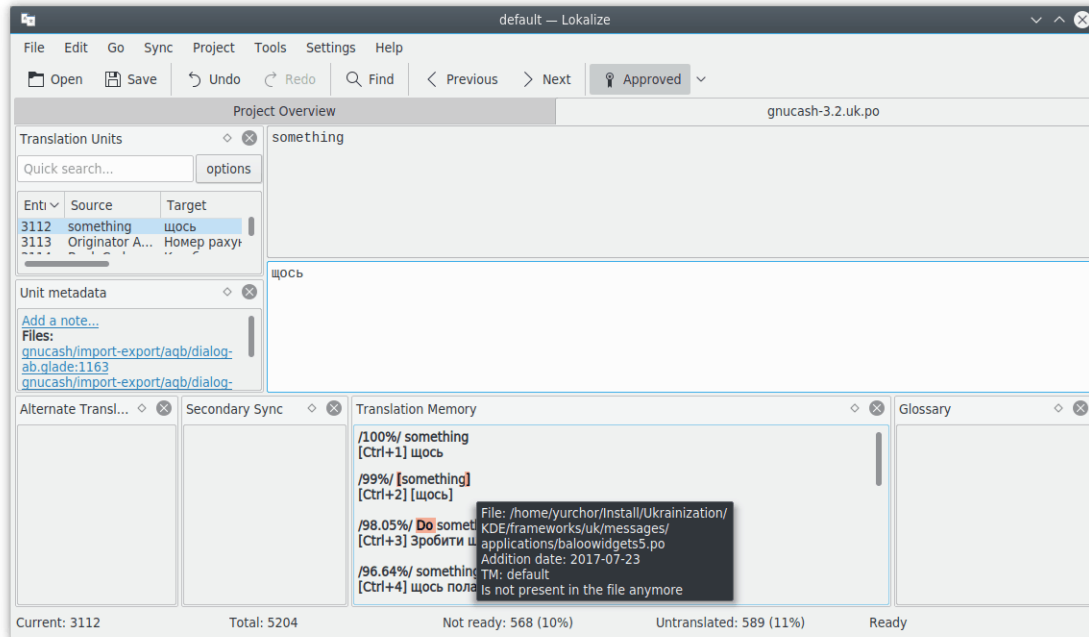 default — Lokalize
File Edit Go Sync Project Tools Settings Help
Open Save Undo Redo Find Previous Next Approved
Project Overview gnucash-3.2.uk.po
Translation Units
Quick search... options
Source Target
3112 something щось
3113 Originator A... Номер
something
щось
Unit metadata
Add a note...
Files:
gnucash/import-export/aqb/dialog-
ab.glade:1163
gnucash/import-export/aqb/dialog-
Alternate Transl... Secondary Sync Translation Memory Glossary
/100%/ something
[Ctrl+1] щось
/99%/ [something]
[Ctrl+2] [щось]
/98.05%/ Do
[Ctrl+3] Зробити
/96.64%/ something
[Ctrl+4] щось
File: /home/yurchor/Install/Ukrainization/
KDE/frameworks/uk/messages/
applications/baloowidgets5.po
Addition date: 2017-07-23
TM: default
Is not present in the file anymore
Current: 3112 Total: 5204 Not ready: 568 (10%) Untranslated: 589 (11%) Ready